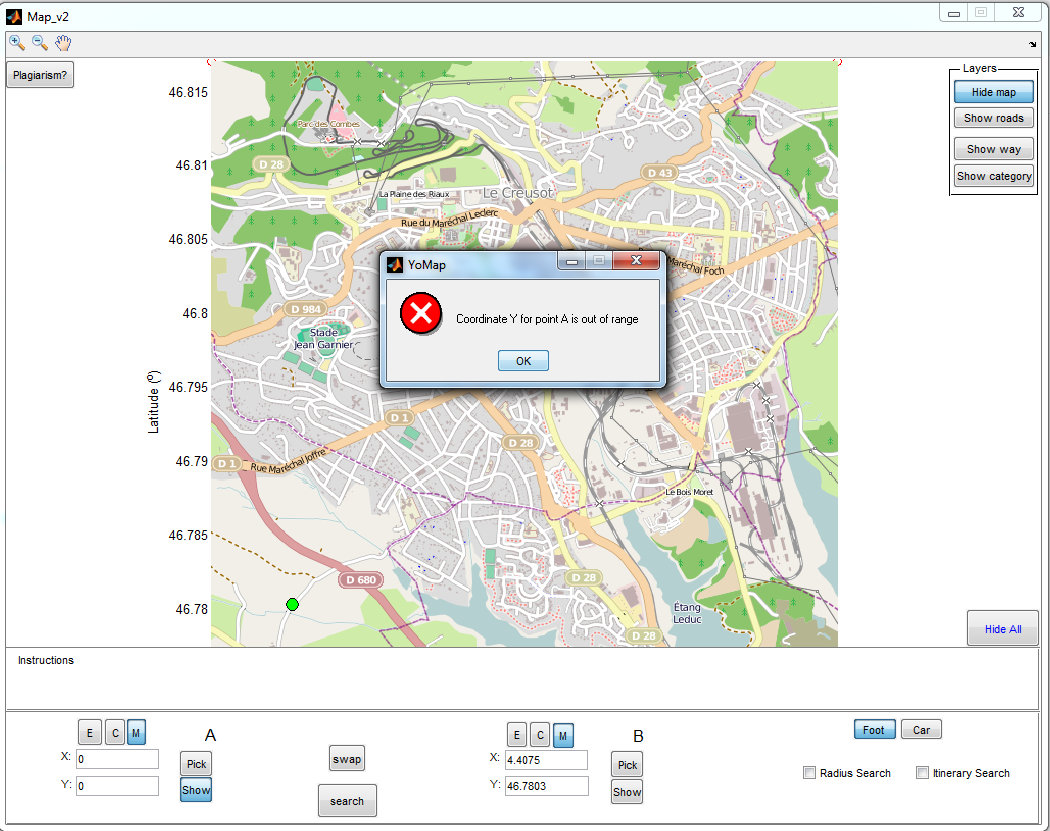 Map_v2
Plagiarism?
Layers
Hide map
Show roads
Show way
Show category
Hide All
46.815
46.81
46.805
46.8
46.795
46.79
46.785
46.78
Latitude (º)
Parc des Combes
D 28
La Plaine des Riaux
Le Creusot
D 43
Rue du Maréchal Leclerc
Maréchal Foch
D 984
Stade
Jean Garnier
D 1
D 28
D 1
Rue Maréchal Joffre
Le Bois Moret
D 680
D 28
Étang
Leduc
D 28
YoMap
Coordinate Y for point A is out of range
OK
Instructions
E C M
A
X: 0
Y: 0
Pick
Show
swap
search
E C M
B
X: 4.4075
Y: 46.7803
Pick
Show
Foot
Car
Radius Search
Itinerary Search